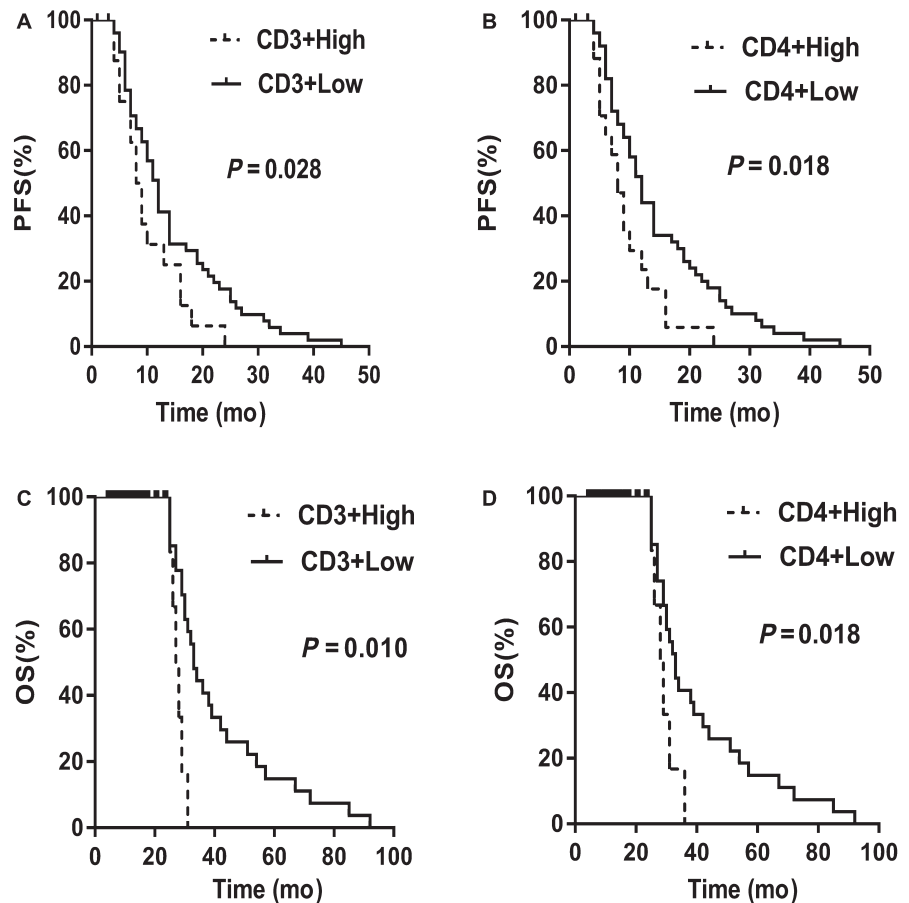 A
100
80
60
40
20
0
PFS(%)
CD3+High
CD3+Low
P = 0.028
0 10 20 30 40 50
Time (mo)
B
100
80
60
40
20
0
PFS(%)
CD4+High
CD4+Low
P = 0.018
0 10 20 30 40 50
Time (mo)
C
100
80
60
40
20
0
OS(%)
CD3+High
CD3+Low
P = 0.010
0 20 40 60 80 100
Time (mo)
D
100
80
60
40
20
0
OS(%)
CD4+High
CD4+Low
P = 0.018
0 20 40 60 80 100
Time (mo)